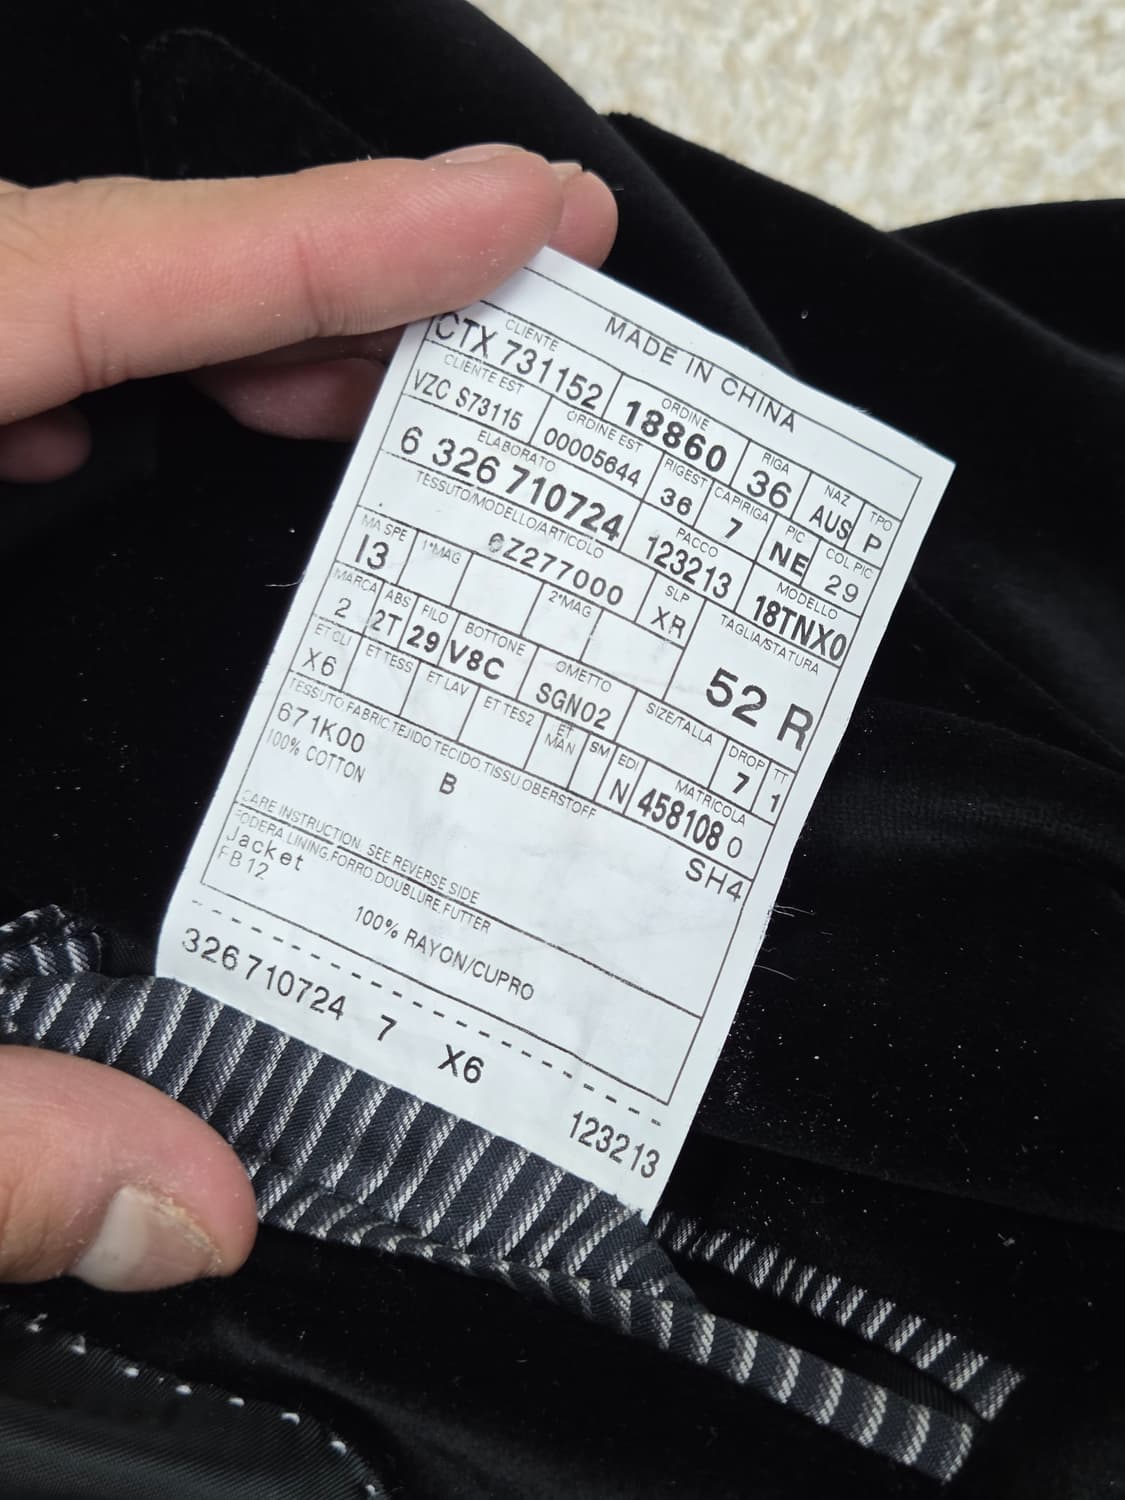 MADE IN CHINA
CLIENTE ORDINE RIGA NAZ TPO
CTX 731152 18860 36 AUS P
CLIENTE EST ORDINE EST RIGEST CAPIRIGA PIC COL PIC
VZC S73115 00005644 36 7 NE 29
ELABORATO PACCO MODELLO
6 326 710724 123213 18TNX0
TESSUTO/MODELLO/ARTICOLO SLP TAGLIA/STATURA
6Z277000 XR 52 R
MA SPE 1°MAG 2°MAG
I3
MARCA ABS FILO BOTTONE OMETTO SIZE/TALLA DROP TT
2 2T 29 V8C SGN02 7 1
ET CLI ET TESS ET LAV ET TES2 ET MAN SM EDI MATRICOLA
X6 N 458108 0
TESSUTO.FABRIC.TEJIDO.TECIDO.TISSU.OBERSTOFF
671K00 B SH4
100% COTTON
CARE INSTRUCTION. SEE REVERSE SIDE
FODERA.LINING.FORRO.DOUBLURE.FUTTER
Jacket
FB12 100% RAYON/CUPRO
326710724 7 X6 123213